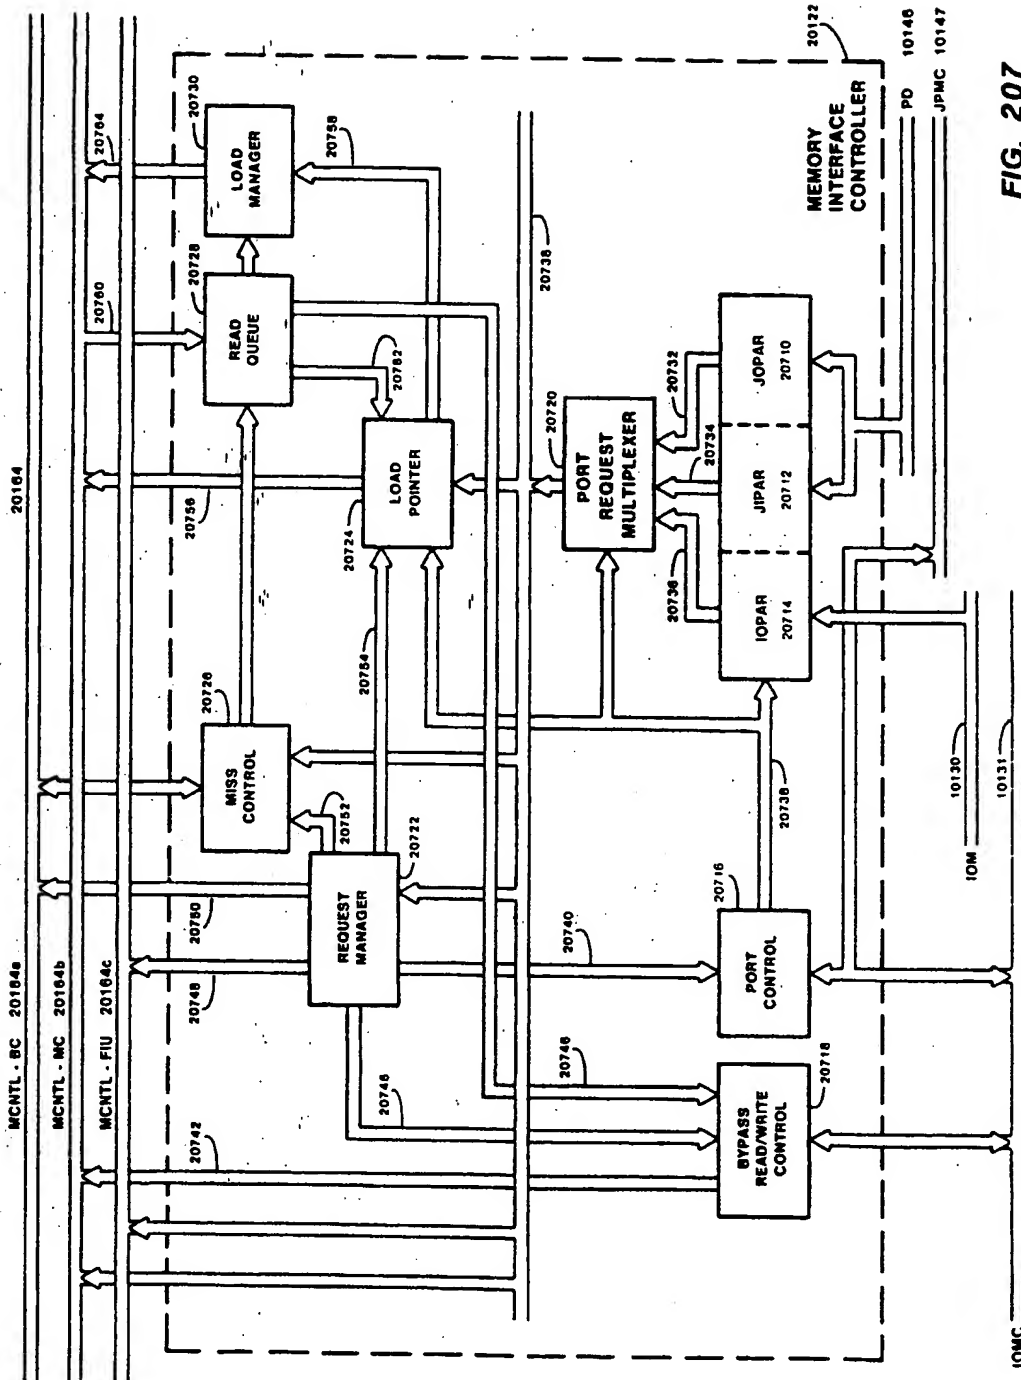 20164
MCNTL - BC 20164a
MCNTL - MC 20164b
MCNTL - FIU 20164c
20742
20748
20750
20756
20760
20764
20122
20726
MISS
CONTROL
20752
20728
READ
QUEUE
20730
LOAD
MANAGER
20758
20762
REQUEST
MANAGER
20722
20754
20724
LOAD
POINTER
20745
20746
20740
20738
20720
PORT
REQUEST
MULTIPLEXER
20736
20734
20732
IOPAR
20714
JIPAR
20712
JOPAR
20710
20716
PORT
CONTROL
20738
20718
BYPASS
READ/WRITE
CONTROL
MEMORY
INTERFACE
CONTROLLER
PD 10146
JPMC 10147
IOM
10130
10131
IOMC
FIG. 207